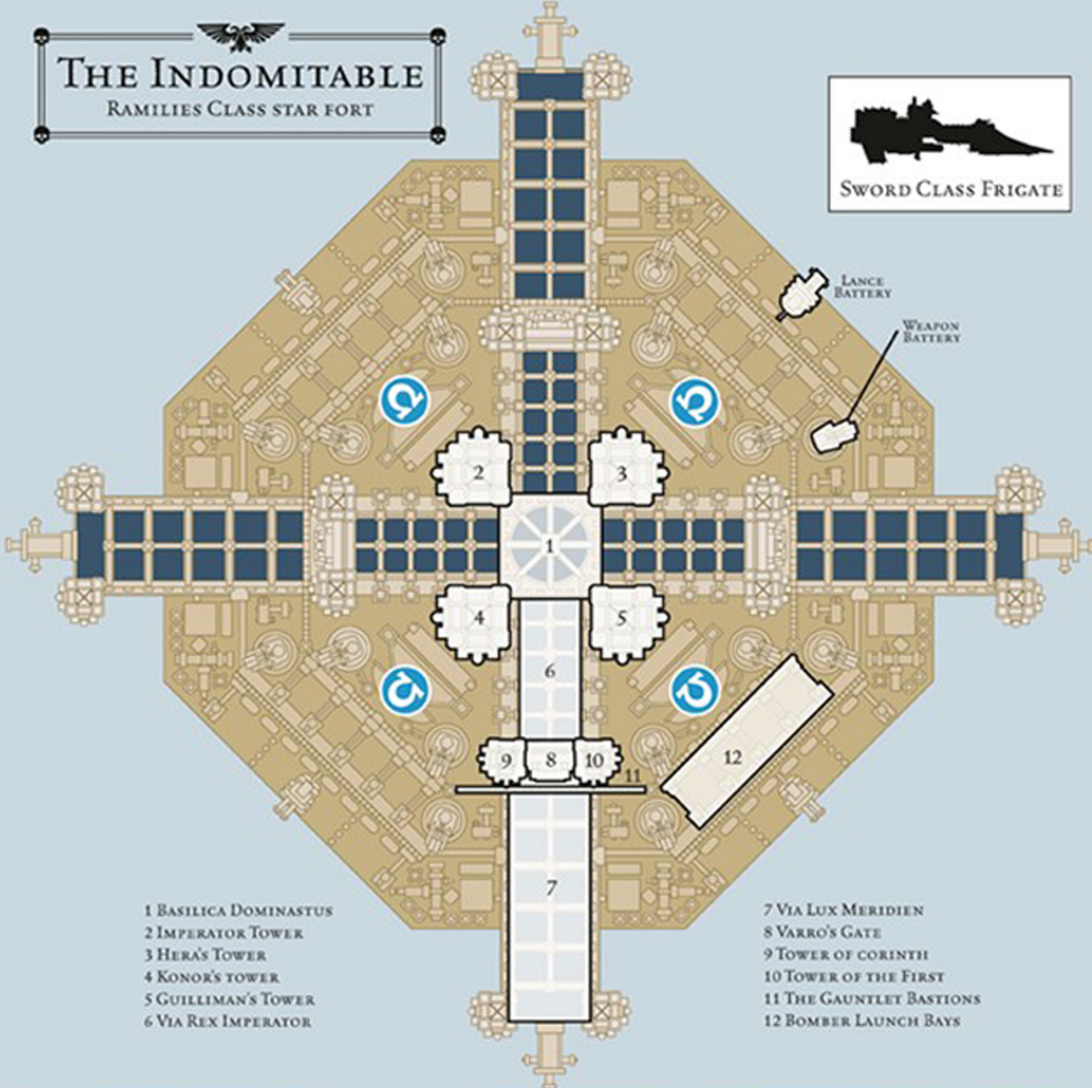 The Indomitable
Ramilies Class star fort
Sword Class Frigate
Lance
Battery
Weapon
Battery
2
3
1
4
5
6
9
8
10
11
12
7
1 Basilica Dominastus
2 Imperator Tower
3 Hera's Tower
4 Konor's tower
5 Guilliman's Tower
6 Via Rex Imperator
7 Via Lux Meridien
8 Varro's Gate
9 Tower of corinth
10 Tower of the First
11 The Gauntlet Bastions
12 Bomber Launch Bays